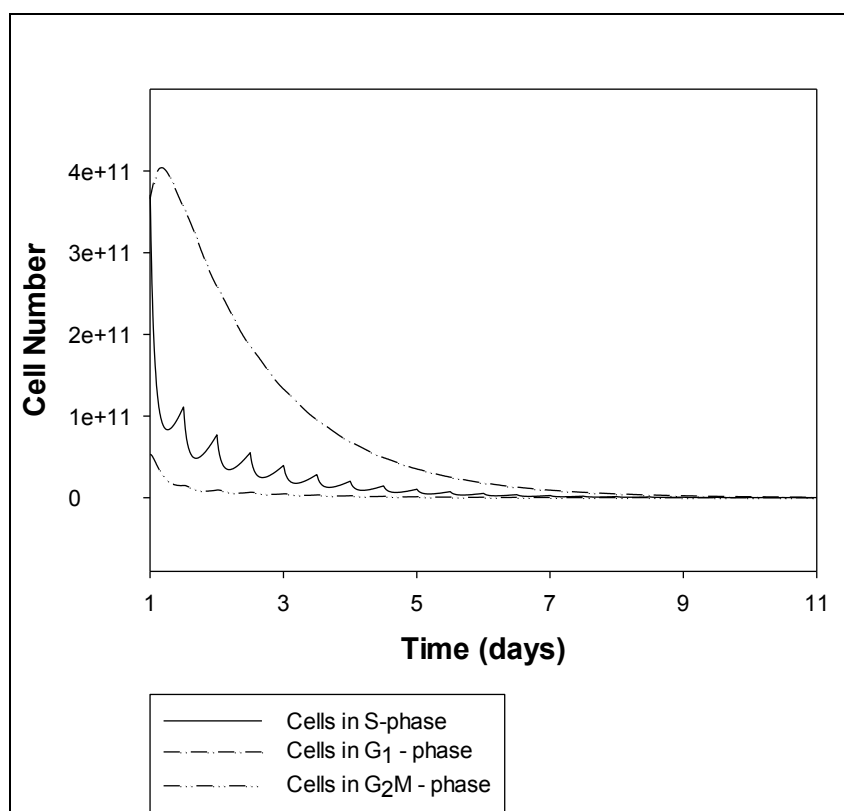 4e+11
3e+11
2e+11
1e+11
0
Cell Number
1 3 5 7 9 11
Time (days)
Cells in S-phase
Cells in G1 - phase
Cells in G2M - phase